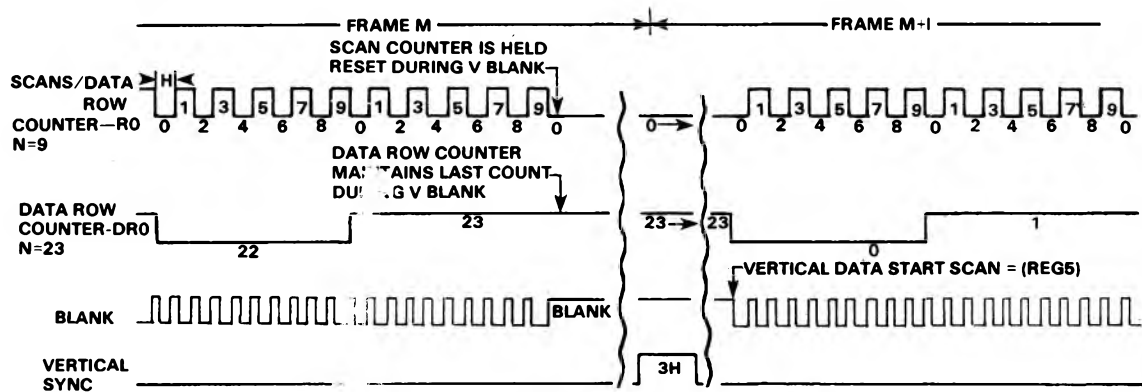 FRAME M
FRAME M+I
SCAN COUNTER IS HELD
RESET DURING V BLANK
SCANS/DATA
ROW
COUNTER—R0
N=9
H
1 3 5 7 9 1 3 5 7 9
0 2 4 6 8 0 2 4 6 8 0
0
1 3 5 7 9 1 3 5 7 9
0 2 4 6 8 0 2 4 6 8 0
DATA ROW COUNTER
MAINTAINS LAST COUNT
V BLANK
DATA ROW
COUNTER-DR0
N=23
22
23
23
23
0
1
VERTICAL DATA START SCAN = (REG5)
BLANK
BLANK
VERTICAL
SYNC
3H